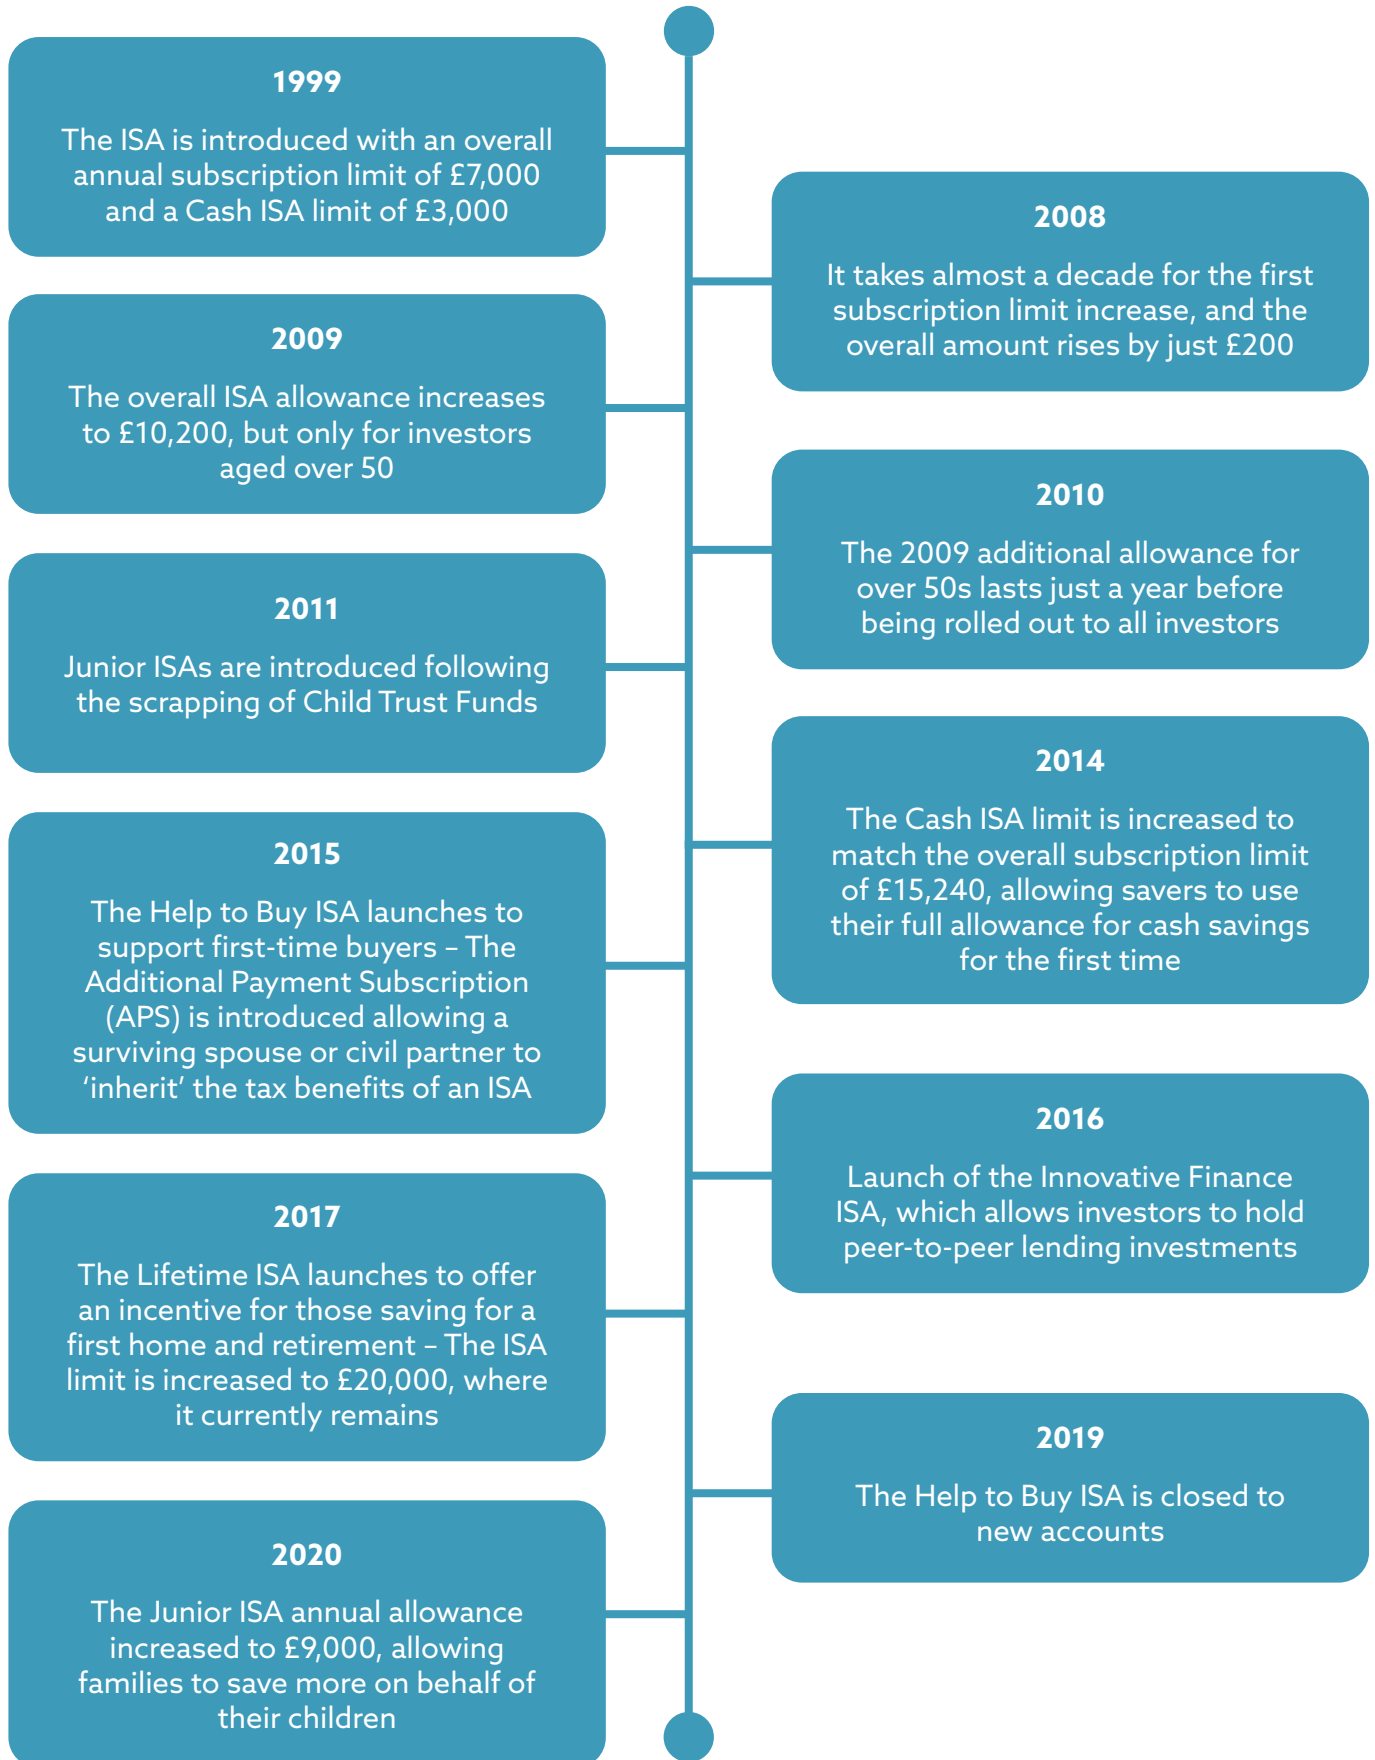 1999
The ISA is introduced with an overall
annual subscription limit of £7,000
and a Cash ISA limit of £3,000
2008
It takes almost a decade for the first
subscription limit increase, and the
overall amount rises by just £200
2009
The overall ISA allowance increases
to £10,200, but only for investors
aged over 50
2010
The 2009 additional allowance for
over 50s lasts just a year before
being rolled out to all investors
2011
Junior ISAs are introduced following
the scrapping of Child Trust Funds
2014
The Cash ISA limit is increased to
match the overall subscription limit
of £15,240, allowing savers to use
their full allowance for cash savings
for the first time
2015
The Help to Buy ISA launches to
support first-time buyers – The
Additional Payment Subscription
(APS) is introduced allowing a
surviving spouse or civil partner to
‘inherit’ the tax benefits of an ISA
2016
Launch of the Innovative Finance
ISA, which allows investors to hold
peer-to-peer lending investments
2017
The Lifetime ISA launches to offer
an incentive for those saving for a
first home and retirement – The ISA
limit is increased to £20,000, where
it currently remains
2019
The Help to Buy ISA is closed to
new accounts
2020
The Junior ISA annual allowance
increased to £9,000, allowing
families to save more on behalf of
their children